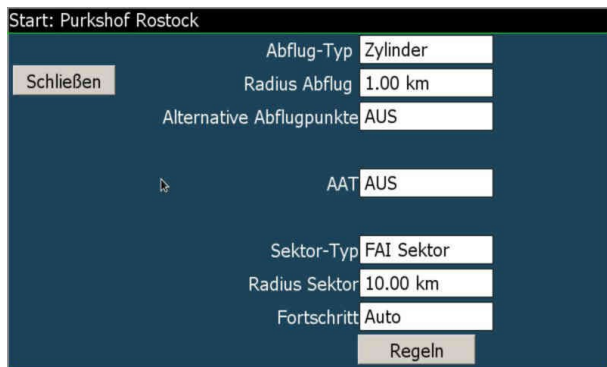 Start: Purkshof Rostock
Abflug-Typ Zylinder
Schließen
Radius Abflug 1.00 km
Alternative Abflugpunkte AUS
AAT AUS
Sektor-Typ FAI Sektor
Radius Sektor 10.00 km
Fortschritt Auto
Regeln